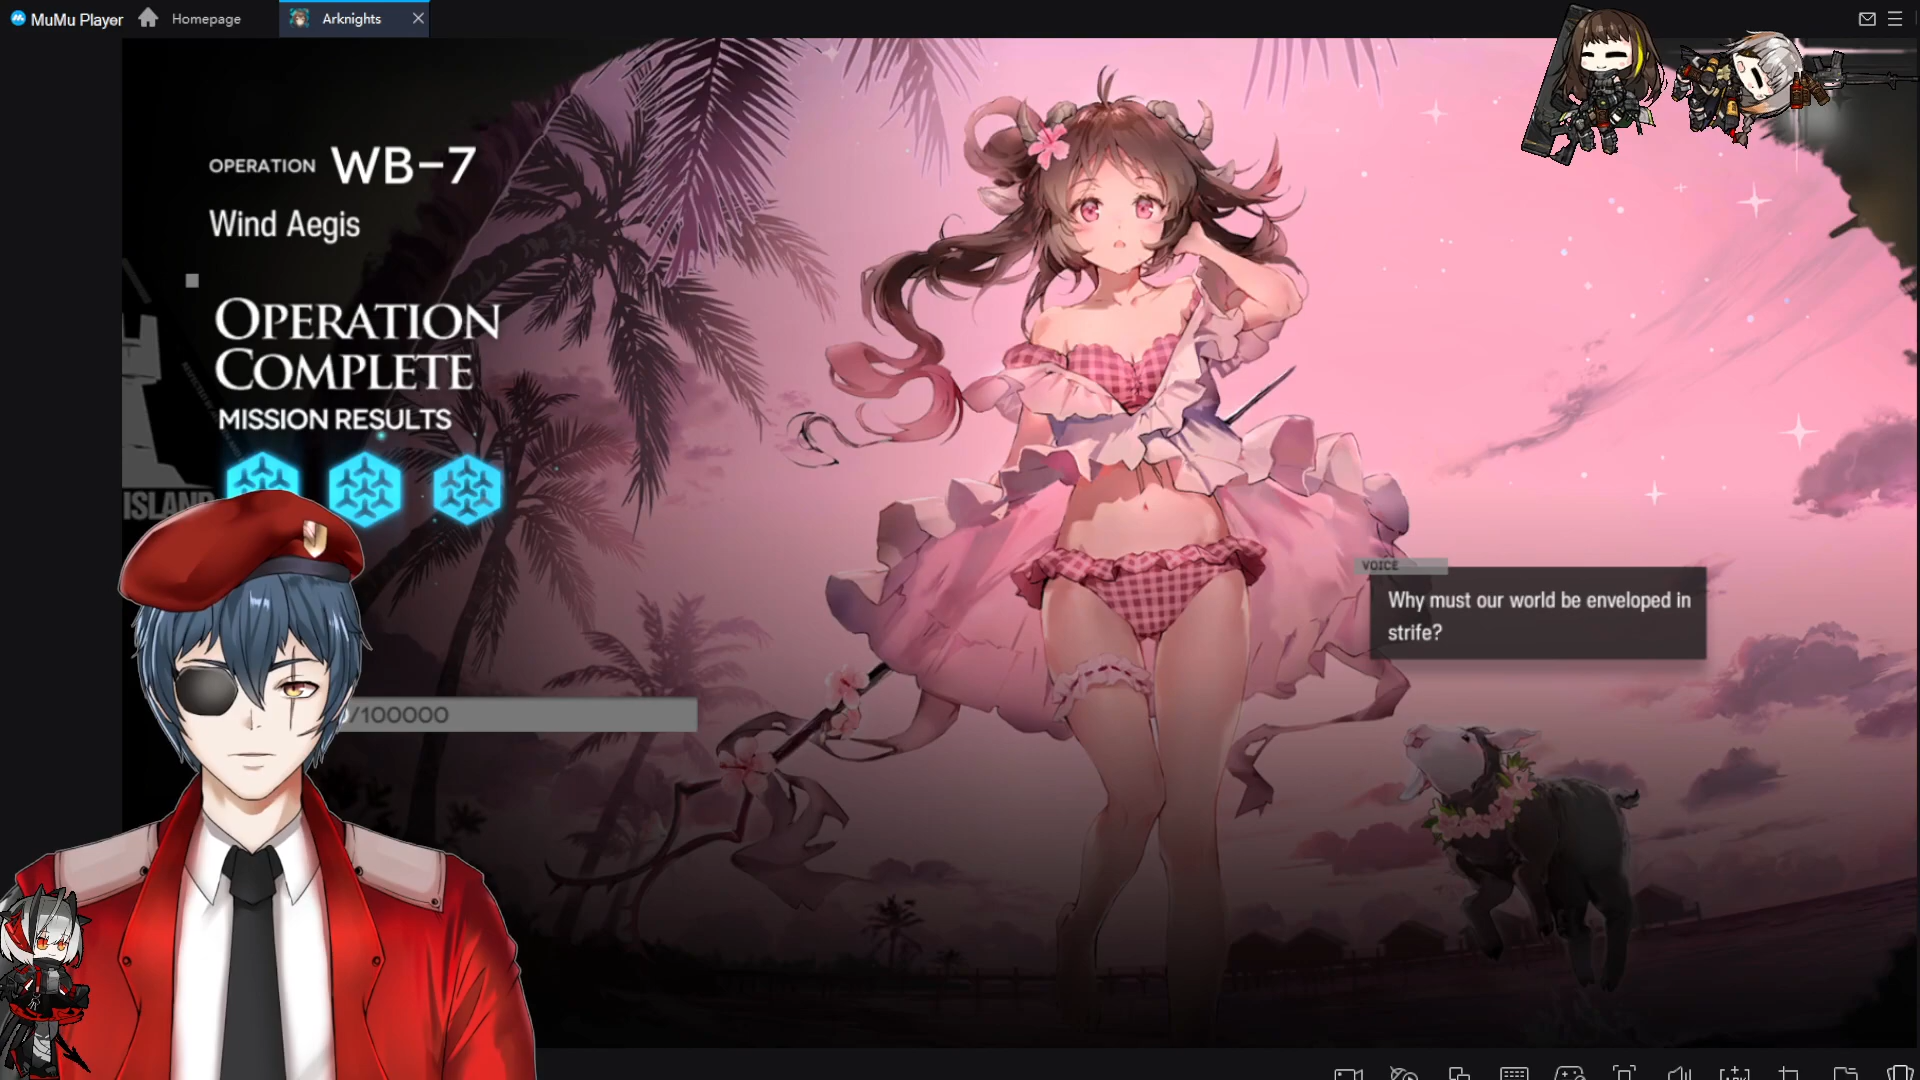 MuMu Player
Homepage
Arknights
OPERATION WB-7
Wind Aegis
OPERATION
COMPLETE
MISSION RESULTS
ISLAND
/100000
VOICE
Why must our world be enveloped in
strife?